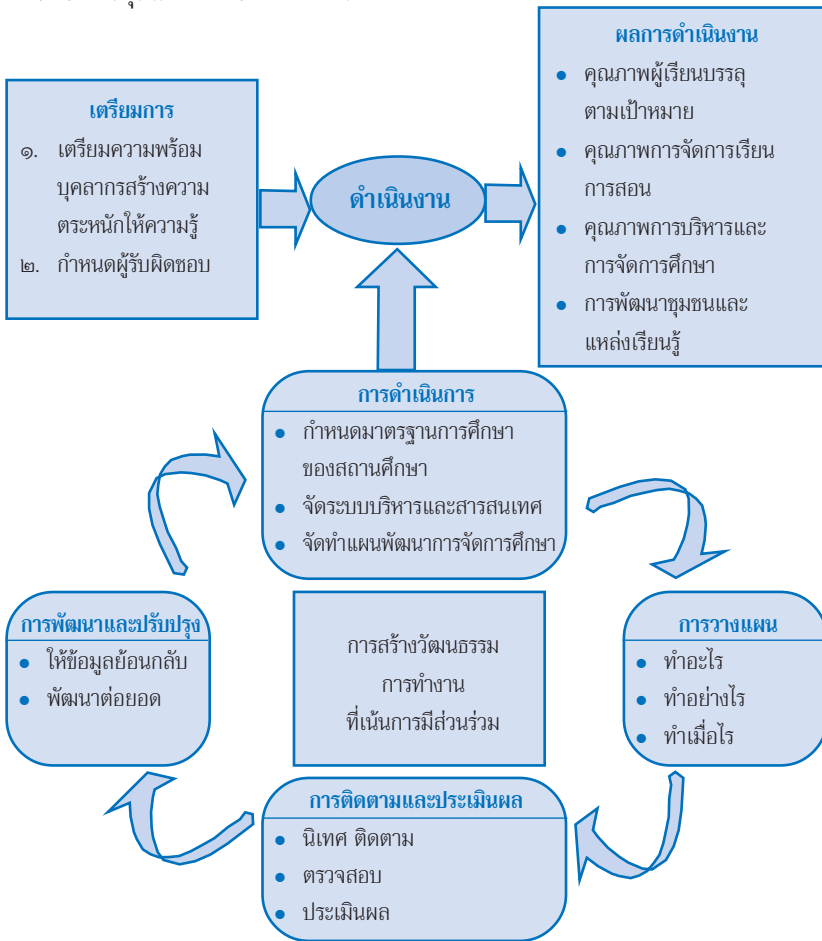 ผลการดำเนินงาน
● คุณภาพผู้เรียนบรรลุ
ตามเป้าหมาย
● คุณภาพการจัดการเรียน
การสอน
● คุณภาพการบริหารและ
การจัดการศึกษา
● การพัฒนาชุมชนและ
แหล่งเรียนรู้
เตรียมการ
๑. เตรียมความพร้อม
บุคลากรสร้างความ
ตระหนักให้ความรู้
๒. กำหนดผู้รับผิดชอบ
ดำเนินงาน
การดำเนินการ
● กำหนดมาตรฐานการศึกษา
ของสถานศึกษา
● จัดระบบบริหารและสารสนเทศ
● จัดทำแผนพัฒนาการจัดการศึกษา
การพัฒนาและปรับปรุง
● ให้ข้อมูลย้อนกลับ
● พัฒนาต่อยอด
การสร้างวัฒนธรรม
การทำงาน
ที่เน้นการมีส่วนร่วม
การวางแผน
● ทำอะไร
● ทำอย่างไร
● ทำเมื่อไร
การติดตามและประเมินผล
● นิเทศ ติดตาม
● ตรวจสอบ
● ประเมินผล